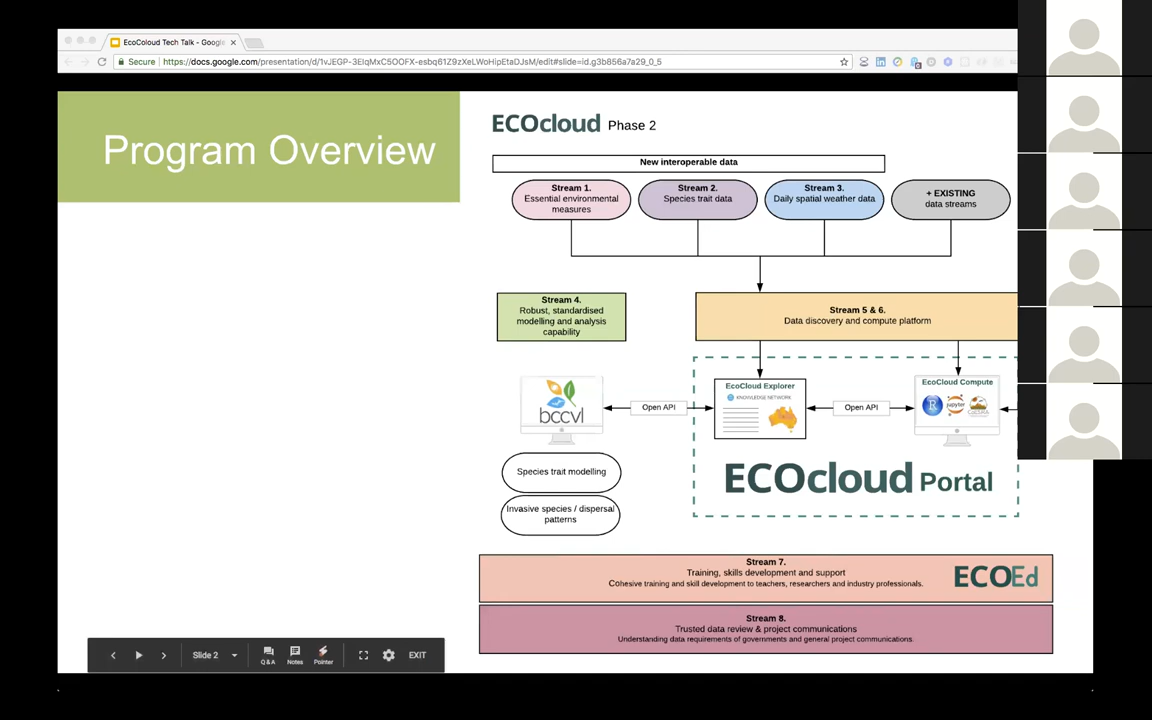 EcoColoud Tech Talk - Google
Secure
https://docs.google.com/presentation/d/1vJEGP-3ElqMxC5OOFX-esbq61Z9zXeLWoHipEtaDJsM/edit#slide=id.g3b856a7a29_0_5
Program Overview
ECOcloud Phase 2
New interoperable data
Stream 1.
Essential environmental
measures
Stream 2.
Species trait data
Stream 3.
Daily spatial weather data
+ EXISTING
data streams
Stream 4.
Robust, standardised
modelling and analysis
capability
Stream 5 & 6.
Data discovery and compute platform
bccvl
Open API
EcoCloud Explorer
KNOWLEDGE NETWORK
Open API
EcoCloud Compute
R
jupyter
ECOcloud Portal
Species trait modelling
Invasive species / dispersal
patterns
Stream 7.
Training, skills development and support
Cohesive training and skill development to teachers, researchers and industry professionals.
ECOEd
Stream 8.
Trusted data review & project communications
Understanding data requirements of governments and general project communications
Slide 2
Q & A
Notes
Pointer
EXIT